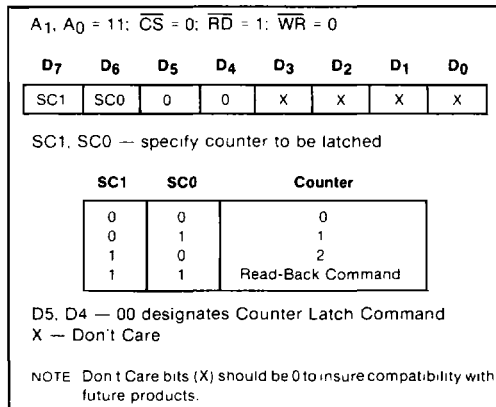 A1, A0 = 11; CS = 0; RD = 1; WR = 0
D7 D6 D5 D4 D3 D2 D1 D0
SC1 SC0 0 0 X X X X
SC1, SC0 — specify counter to be latched
SC1 SC0 Counter
0 0 0
0 1 1
1 0 2
1 1 Read-Back Command
D5, D4 — 00 designates Counter Latch Command
X — Don't Care
NOTE Don t Care bits (X) should be 0 to insure compatibility with
future products.